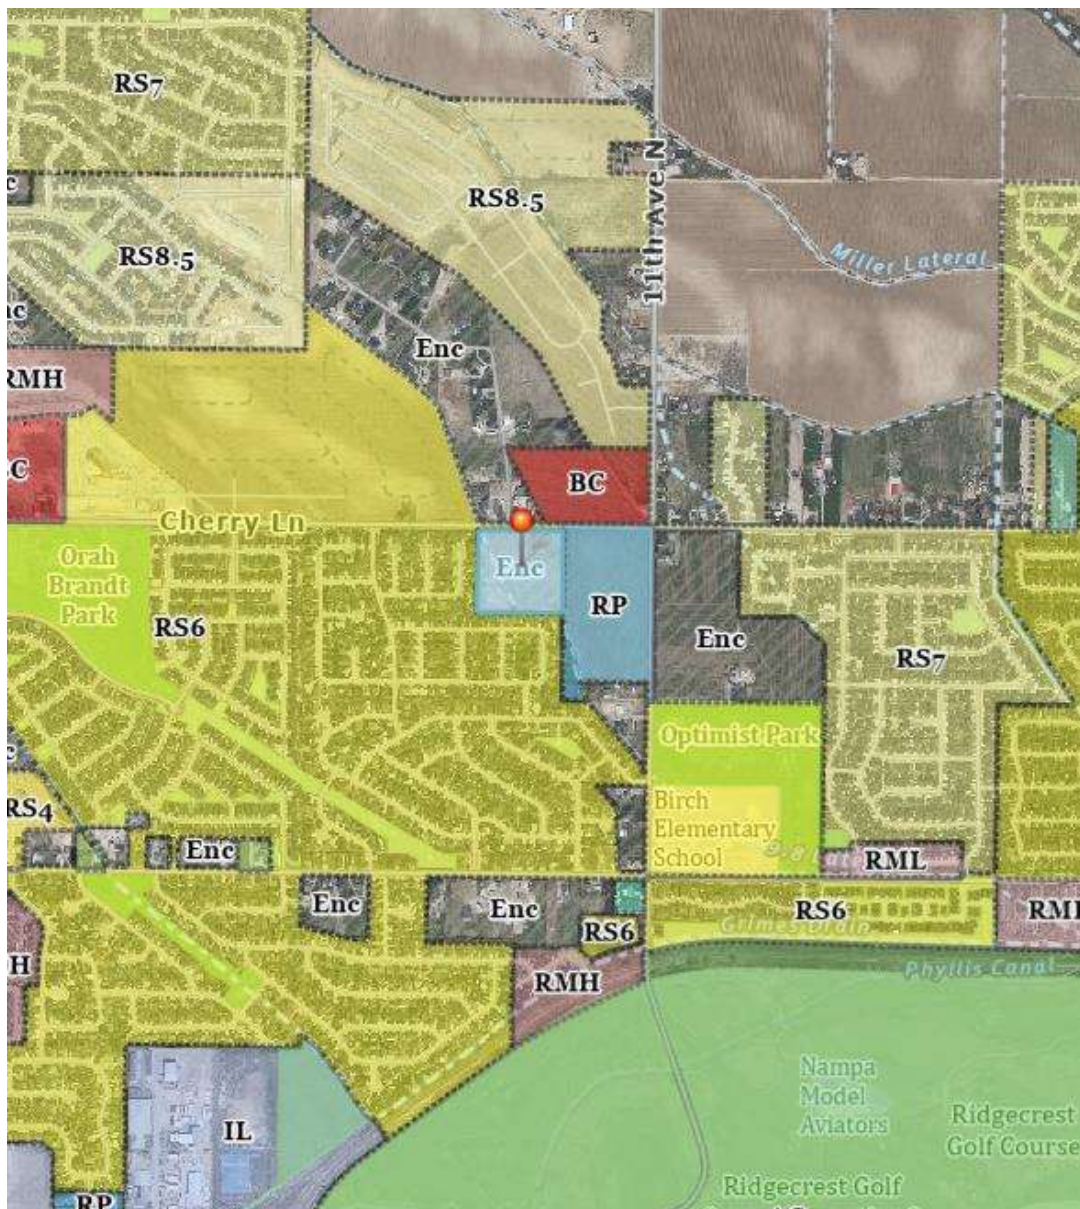 RS7
RS8.5
11th Ave N
RS8.5
Miller Lateral
Enc
RMH
BC
Cherry Ln
Orah
Brandt
Park
Enc
RP
RS6
Enc
RS7
Optimist Park
Birch
Elementary
School
RS4
Enc
RML
Enc
Enc
RS6
RS6
Grimes Drain
RMH
Phyllis Canal
Nampa
Model
Aviators
Ridgecrest
Golf Course
IL
Ridgecrest Golf
RP